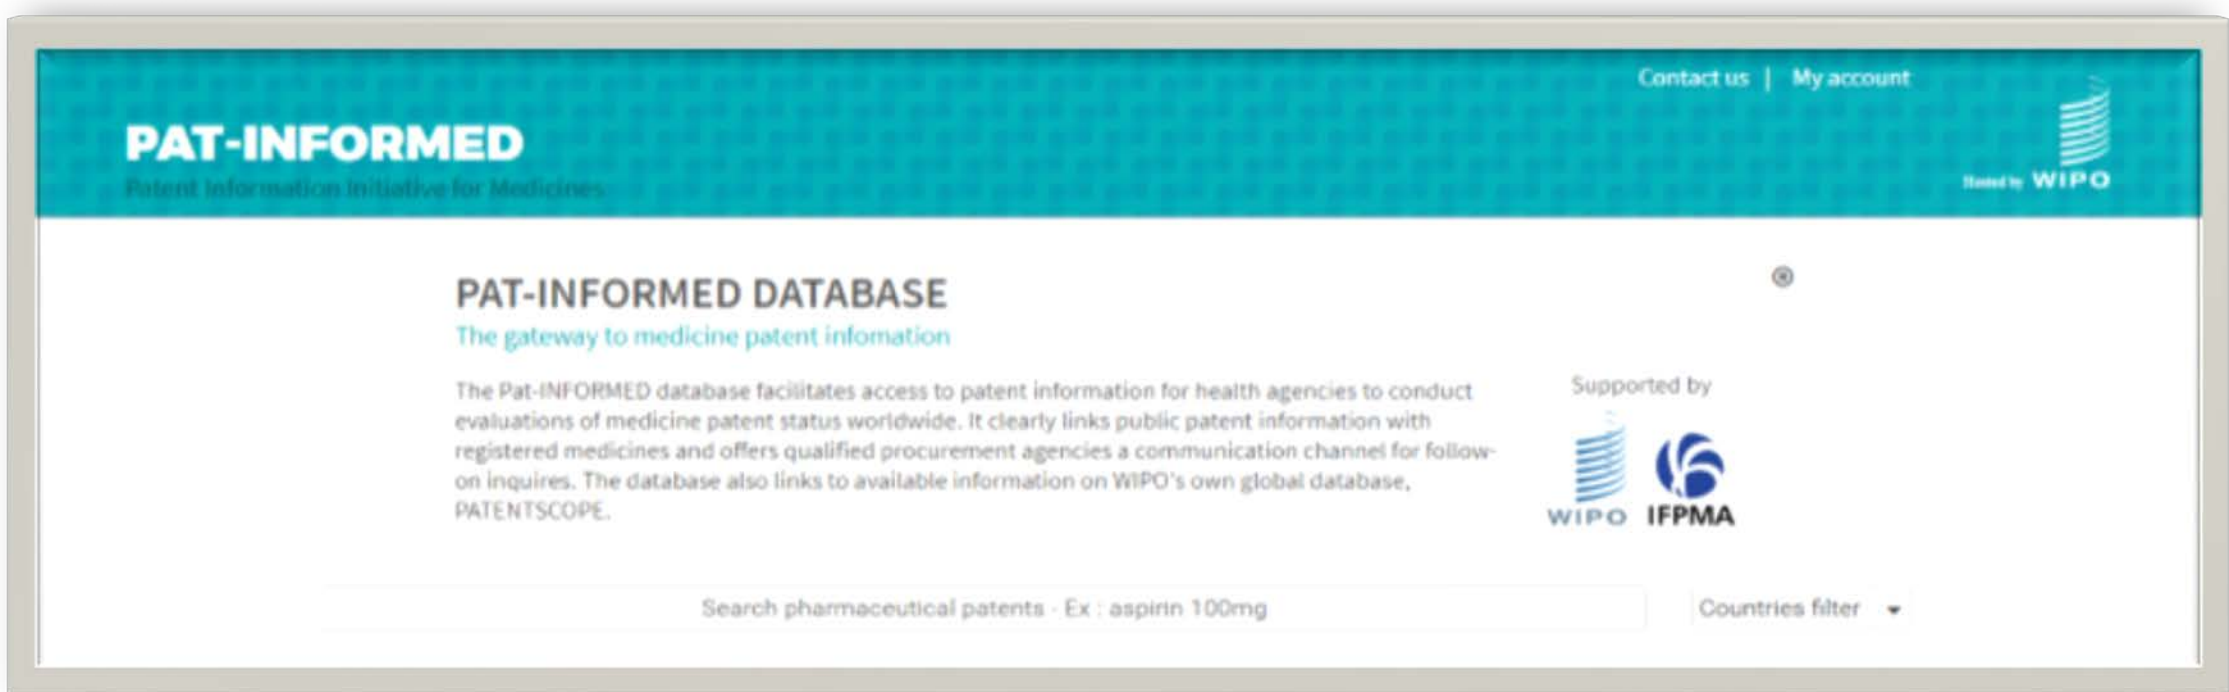 Contact us | My account
PAT-INFORMED
Patent Information Initiative for Medicines
Hosted by WIPO
PAT-INFORMED DATABASE
The gateway to medicine patent infomation
The Pat-INFORMED database facilitates access to patent information for health agencies to conduct
evaluations of medicine patent status worldwide. It clearly links public patent information with
registered medicines and offers qualified procurement agencies a communication channel for follow-
on inquires. The database also links to available information on WIPO's own global database,
PATENTSCOPE.
Supported by
WIPO IFPMA
Search pharmaceutical patents - Ex : aspirin 100mg
Countries filter